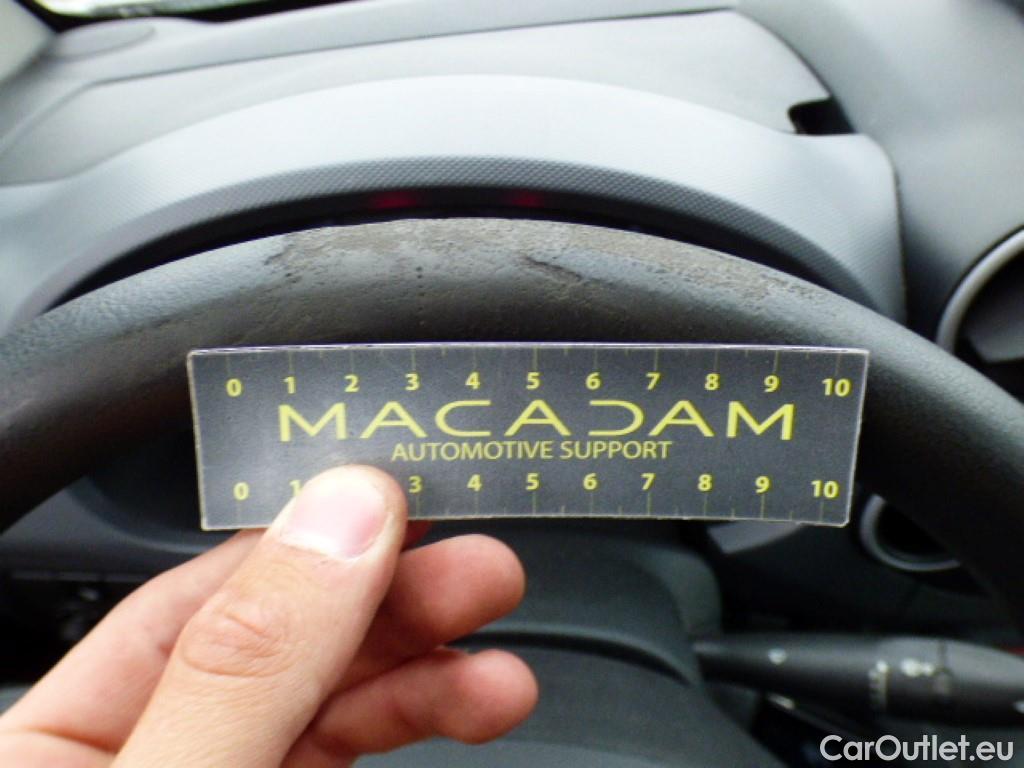 0 1 2 3 4 5 6 7 8 9 10
MACADAM
AUTOMOTIVE SUPPORT
0 1 3 4 5 6 7 8 9 10
CarOutlet.eu